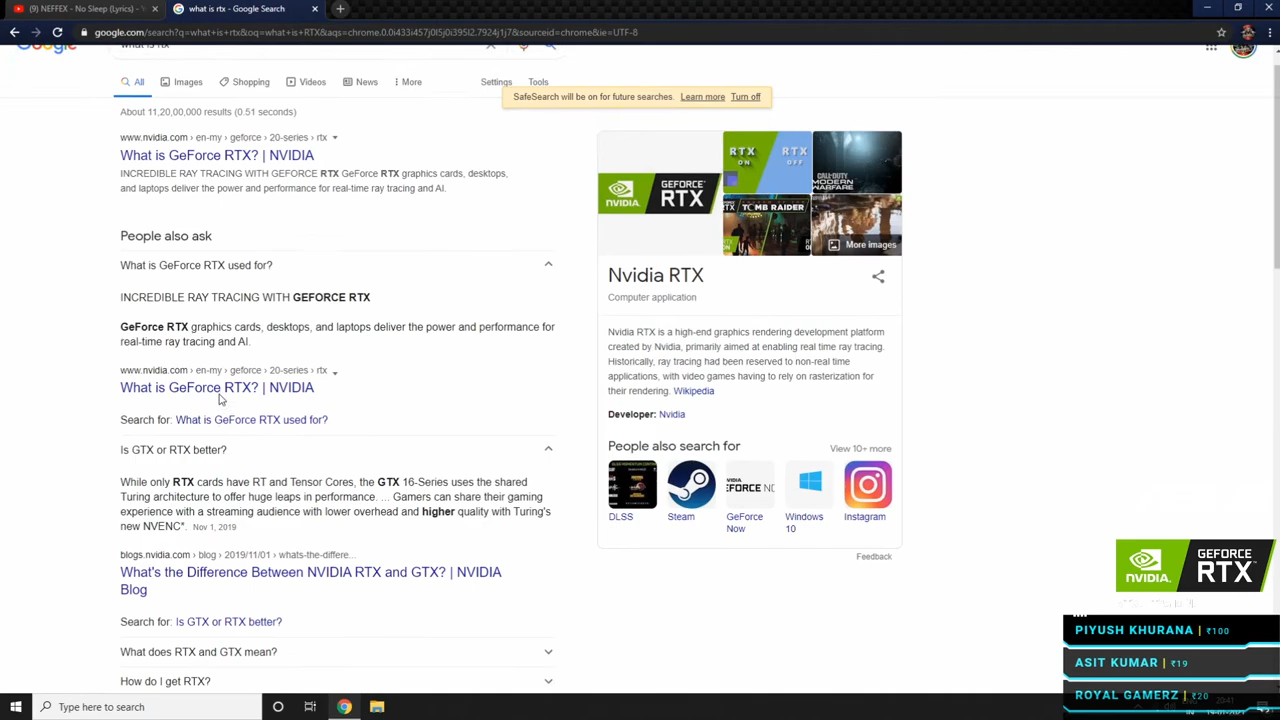 (9) NEFFEX - No Sleep (Lyrics) -
what is rtx - Google Search
google.com/search?q=what+is+rtx&oq=what+is+RTX&aqs=chrome.0.0i433i457j0l5j0i395l2.7924j1j7&sourceid=chrome&ie=UTF-8
Google
what is rtx
All
Images
Shopping
Videos
News
More
Settings
Tools
SafeSearch will be on for future searches. Learn more Turn off
About 11,20,00,000 results (0.51 seconds)
www.nvidia.com › en-my › geforce › 20-series › rtx
What is GeForce RTX? | NVIDIA
INCREDIBLE RAY TRACING WITH GEFORCE RTX GeForce RTX graphics cards, desktops,
and laptops deliver the power and performance for real-time ray tracing and AI.
People also ask
What is GeForce RTX used for?
INCREDIBLE RAY TRACING WITH GEFORCE RTX
GeForce RTX graphics cards, desktops, and laptops deliver the power and performance for
real-time ray tracing and AI.
www.nvidia.com › en-my › geforce › 20-series › rtx
What is GeForce RTX? | NVIDIA
Search for: What is GeForce RTX used for?
Is GTX or RTX better?
While only RTX cards have RT and Tensor Cores, the GTX 16-Series uses the shared
Turing architecture to offer huge leaps in performance. ... Gamers can share their gaming
experience with a streaming audience with lower overhead and higher quality with Turing's
new NVENC*. Nov 1, 2019
blogs.nvidia.com › blog › 2019/11/01 › whats-the-differe...
What's the Difference Between NVIDIA RTX and GTX? | NVIDIA
Blog
Search for: Is GTX or RTX better?
What does RTX and GTX mean?
How do I get RTX?
NVIDIA. GEFORCE RTX
RTX ON
RTX OFF
CALL OF DUTY
MODERN
WARFARE
RTX
TOMB RAIDER
More images
Nvidia RTX
Computer application
Nvidia RTX is a high-end graphics rendering development platform
created by Nvidia, primarily aimed at enabling real time ray tracing.
Historically, ray tracing had been reserved to non-real time
applications, with video games having to rely on rasterization for
their rendering. Wikipedia
Developer: Nvidia
People also search for
View 10+ more
EFORCE NO
DLSS
Steam
GeForce
Now
Windows
10
Instagram
Feedback
NVIDIA.
GEFORCE
RTX
PIYUSH KHURANA | ₹100
ASIT KUMAR | ₹19
ROYAL GAMERZ | ₹20
Type here to search
ENG
20:41